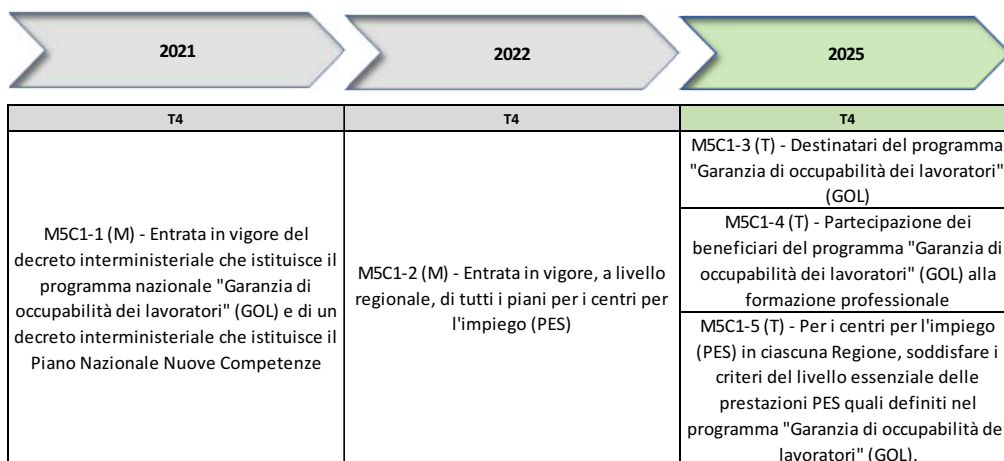 2021
2022
2025
T4
T4
T4
M5C1-1 (M) - Entrata in vigore del
decreto interministeriale che istituisce il
programma nazionale "Garanzia di
occupabilità dei lavoratori" (GOL) e di un
decreto interministeriale che istituisce il
Piano Nazionale Nuove Competenze
M5C1-2 (M) - Entrata in vigore, a livello
regionale, di tutti i piani per i centri per
l'impiego (PES)
M5C1-3 (T) - Destinatari del programma
"Garanzia di occupabilità dei lavoratori"
(GOL)
M5C1-4 (T) - Partecipazione dei
beneficiari del programma "Garanzia di
occupabilità dei lavoratori" (GOL) alla
formazione professionale
M5C1-5 (T) - Per i centri per l'impiego
(PES) in ciascuna Regione, soddisfare i
criteri del livello essenziale delle
prestazioni PES quali definiti nel
programma "Garanzia di occupabilità de
lavoratori" (GOL).